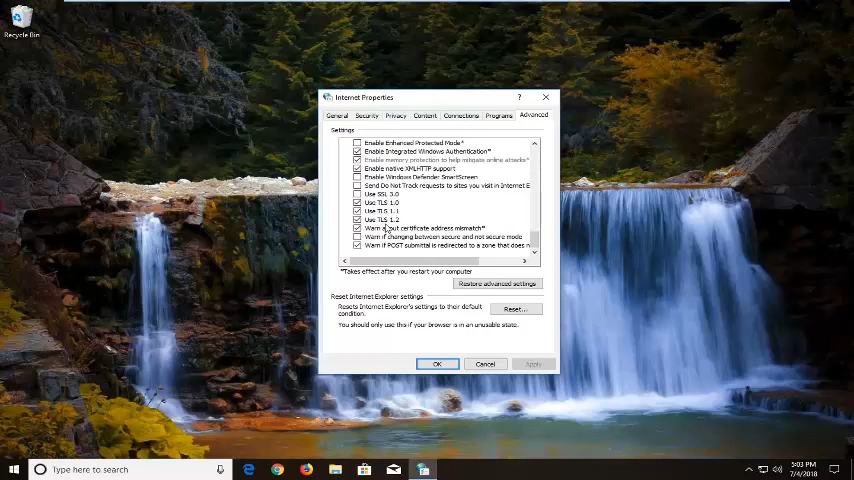 Recycle Bin
Internet Properties
?
General Security Privacy Content Connections Programs Advanced
Settings
Enable Enhanced Protected Mode*
Enable Integrated Windows Authentication*
Enable memory protection to help mitigate online attacks*
Enable native XMLHTTP support
Enable Windows Defender SmartScreen
Send Do Not Track requests to sites you visit in Internet E
Use SSL 3.0
Use TLS 1.0
Use TLS 1.1
Use TLS 1.2
Warn about certificate address mismatch*
Warn if changing between secure and not secure mode
Warn if POST submittal is redirected to a zone that does n
*Takes effect after you restart your computer
Restore advanced settings
Reset Internet Explorer settings
Resets Internet Explorer's settings to their default
condition.
Reset...
You should only use this if your browser is in an unusable state.
OK Cancel Apply
Type here to search
5:03 PM
7/4/2018